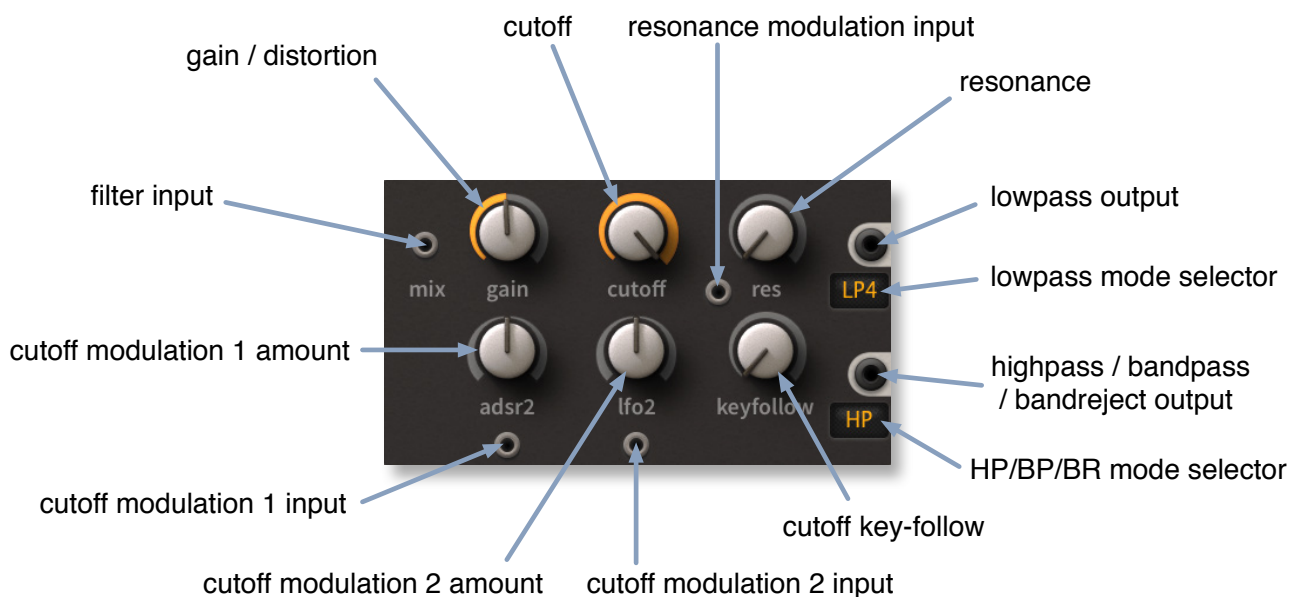 cutoff
resonance modulation input
gain / distortion
resonance
filter input
lowpass output
mix
gain
cutoff
res
LP4
lowpass mode selector
cutoff modulation 1 amount
highpass / bandpass
/ bandreject output
adsr2
lfo2
keyfollow
HP
HP/BP/BR mode selector
cutoff modulation 1 input
cutoff key-follow
cutoff modulation 2 amount
cutoff modulation 2 input